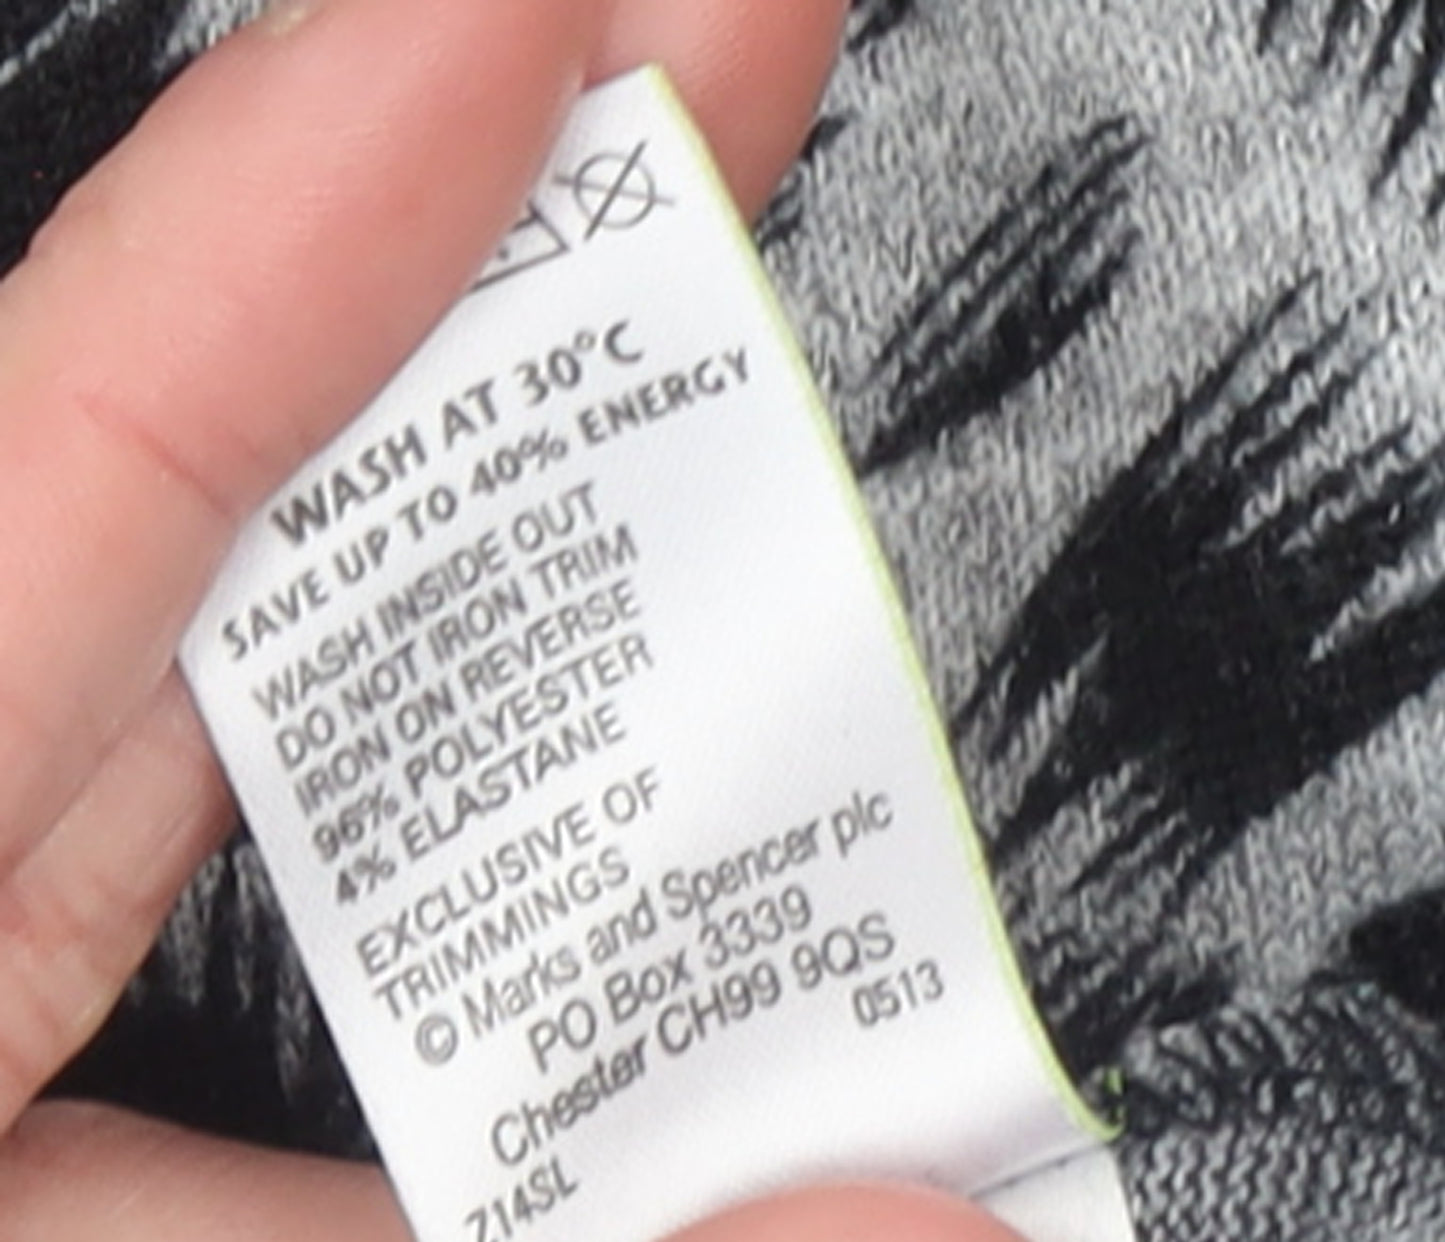 WASH AT 30°C
SAVE UP TO 40% ENERGY
WASH INSIDE OUT
DO NOT IRON TRIM
IRON ON REVERSE
96% POLYESTER
4% ELASTANE
EXCLUSIVE OF
TRIMMINGS
© Marks and Spencer plc
PO Box 3339
Chester CH99 9QS
0513
Z14SL